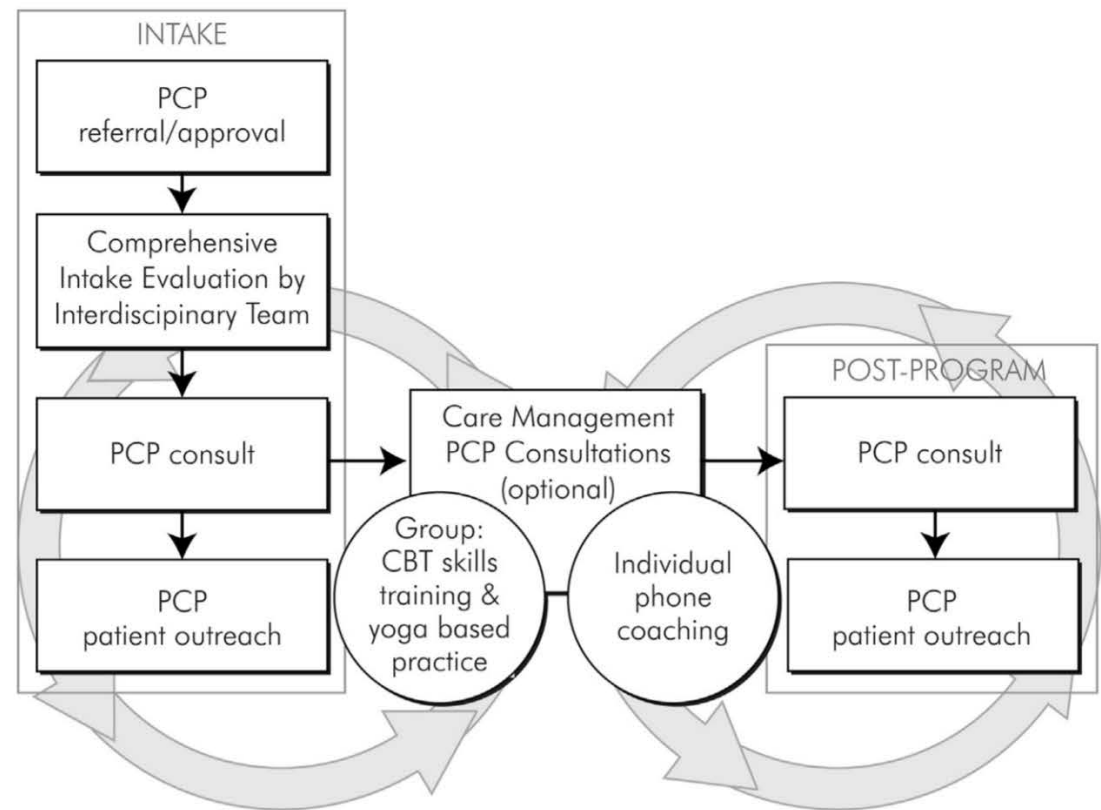 INTAKE
PCP
referral/approval
Comprehensive
Intake Evaluation by
Interdiscipinary Team
PCP consult
PCP
patient outreach
Care Management
PCP Consultations
(optional)
Group:
CBT skills
training &
yoga based
practice
Individual
phone
coaching
POST-PROGRAM
PCP consult
PCP
patient outreach